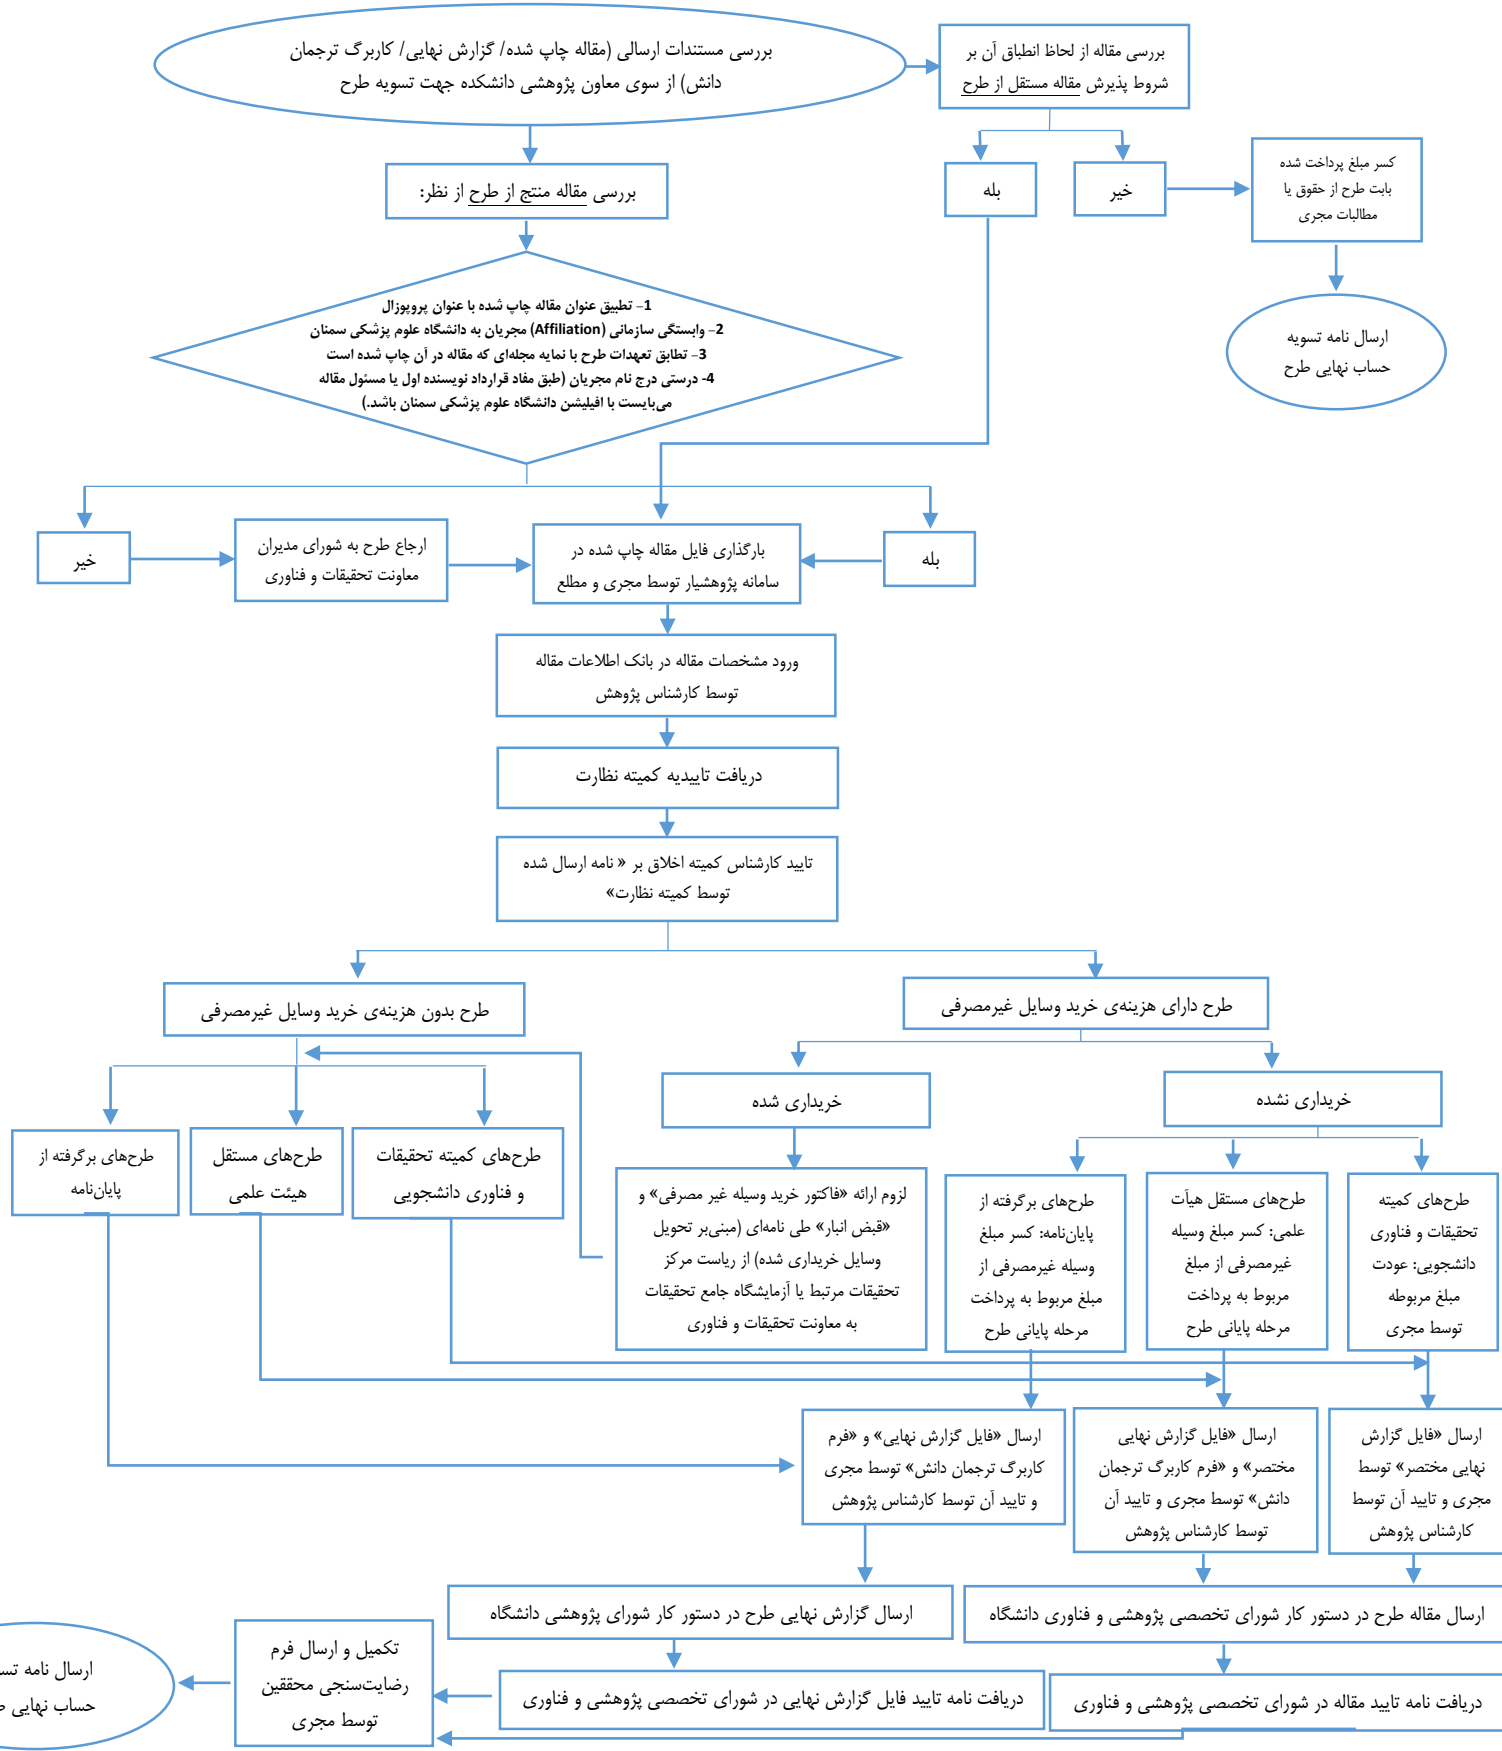 بررسی مستندات ارسالی (مقاله چاپ شده/ گزارش نهایی/ کاربرگ ترجمان
دانش) از سوی معاون پژوهشی دانشکده جهت تسویه طرح
بررسی مقاله از لحاظ انطباق آن بر
شروط پذیرش مقاله مستقل از طرح
بله
خیر
کسر مبلغ پرداخت شده
بابت طرح از حقوق یا
مطالبات مجری
ارسال نامه تسویه
حساب نهایی طرح
بررسی مقاله منتج از طرح از نظر:
1- تطبیق عنوان مقاله چاپ شده با عنوان پروپوزال
2- وابستگی سازمانی (Affiliation) مجریان به دانشگاه علوم پزشکی سمنان
3- تطابق تعهدات طرح با نمایه مجله‌ای که مقاله در آن چاپ شده است
4- درستی درج نام مجریان (طبق مفاد قرارداد نویسنده اول یا مسئول مقاله
می‌بایست با افیلیشن دانشگاه علوم پزشکی سمنان باشد.)
بله
خیر
ارجاع طرح به شورای مدیران
معاونت تحقیقات و فناوری
بارگذاری فایل مقاله چاپ شده در
سامانه پژوهشیار توسط مجری و مطلع
ورود مشخصات مقاله در بانک اطلاعات مقاله
توسط کارشناس پژوهش
دریافت تاییدیه کمیته نظارت
تایید کارشناس کمیته اخلاق بر « نامه ارسال شده
توسط کمیته نظارت»
طرح دارای هزینه‌ی خرید وسایل غیرمصرفی
طرح بدون هزینه‌ی خرید وسایل غیرمصرفی
خریداری نشده
خریداری شده
طرح‌های کمیته تحقیقات
و فناوری دانشجویی
طرح‌های مستقل
هیئت علمی
طرح‌های برگرفته از
پایان‌نامه
طرح‌های کمیته
تحقیقات و فناوری
دانشجویی: عودت
مبلغ مربوطه
توسط مجری
طرح‌های مستقل هیأت
علمی: کسر مبلغ وسیله
غیرمصرفی از مبلغ
مربوط به پرداخت
مرحله پایانی طرح
طرح‌های برگرفته از
پایان‌نامه: کسر مبلغ
وسیله غیرمصرفی از
مبلغ مربوط به پرداخت
مرحله پایانی طرح
لزوم ارائه «فاکتور خرید وسیله غیر مصرفی» و
«قبض انبار» طی نامه‌ای (مبنی‌بر تحویل
وسایل خریداری شده) از ریاست مرکز
تحقیقات مرتبط یا آزمایشگاه جامع تحقیقات
به معاونت تحقیقات و فناوری
ارسال «فایل گزارش
نهایی مختصر» توسط
مجری و تایید آن توسط
کارشناس پژوهش
ارسال «فایل گزارش نهایی
مختصر» و «فرم کاربرگ ترجمان
دانش» توسط مجری و تایید آن
توسط کارشناس پژوهش
ارسال «فایل گزارش نهایی» و «فرم
کاربرگ ترجمان دانش» توسط مجری
و تایید آن توسط کارشناس پژوهش
ارسال مقاله طرح در دستور کار شورای تخصصی پژوهشی و فناوری دانشگاه
ارسال گزارش نهایی طرح در دستور کار شورای پژوهشی دانشگاه
دریافت نامه تایید مقاله در شورای تخصصی پژوهشی و فناوری
دریافت نامه تایید فایل گزارش نهایی در شورای تخصصی پژوهشی و فناوری
تکمیل و ارسال فرم
رضایت‌سنجی محققین
توسط مجری
ارسال نامه
حساب نهایی